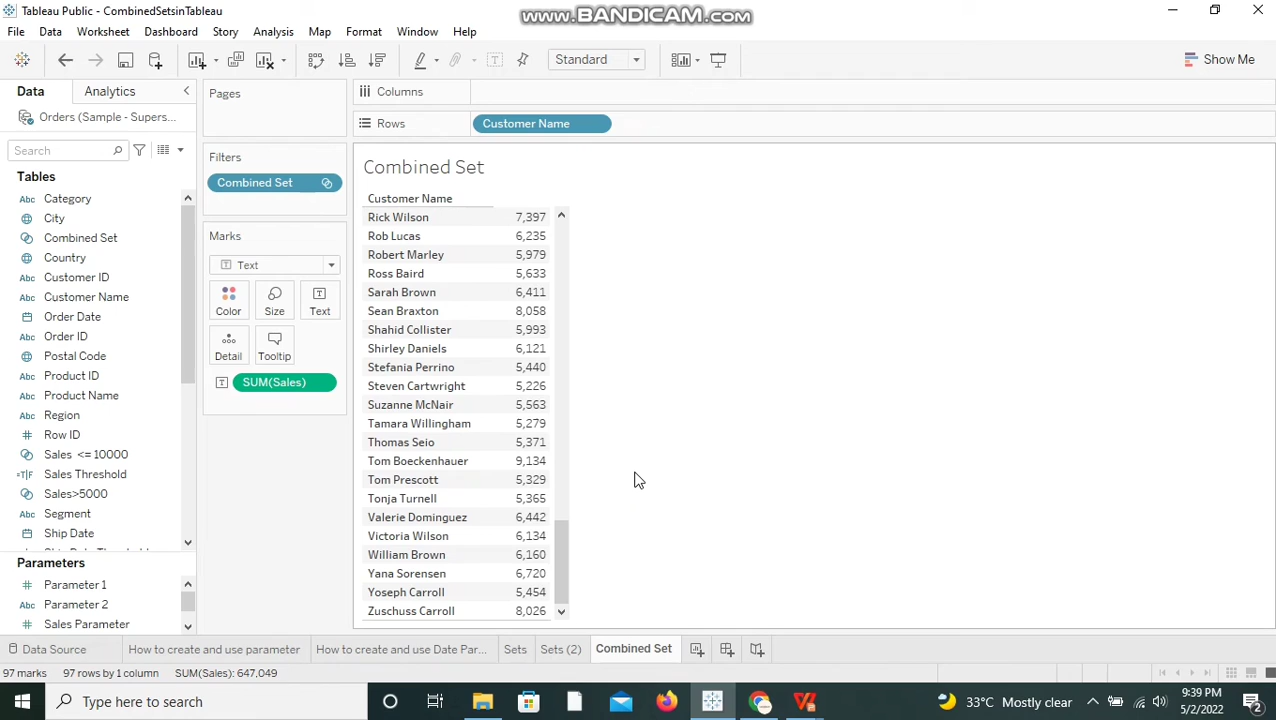 Tableau Public - CombinedSetsinTableau
www.BANDICAM.com
File Data Worksheet Dashboard Story Analysis Map Format Window Help
Standard
Show Me
Data Analytics
Orders (Sample - Supers...
Search
Tables
Category
City
Combined Set
Country
Customer ID
Customer Name
Order Date
Order ID
Postal Code
Product ID
Product Name
Region
Row ID
Sales <= 10000
Sales Threshold
Sales>5000
Segment
Ship Date
Parameters
Parameter 1
Parameter 2
Sales Parameter
Pages
Filters
Combined Set
Marks
Text
Color Size Text
Detail Tooltip
SUM(Sales)
Columns
Rows Customer Name
Combined Set
Customer Name
Rick Wilson 7,397
Rob Lucas 6,235
Robert Marley 5,979
Ross Baird 5,633
Sarah Brown 6,411
Sean Braxton 8,058
Shahid Collister 5,993
Shirley Daniels 6,121
Stefania Perrino 5,440
Steven Cartwright 5,226
Suzanne McNair 5,563
Tamara Willingham 5,279
Thomas Seio 5,371
Tom Boeckenhauer 9,134
Tom Prescott 5,329
Tonja Turnell 5,365
Valerie Dominguez 6,442
Victoria Wilson 6,134
William Brown 6,160
Yana Sorensen 6,720
Yoseph Carroll 5,454
Zuschuss Carroll 8,026
Data Source How to create and use parameter How to create and use Date Par... Sets Sets (2) Combined Set
97 marks 97 rows by 1 column SUM(Sales): 647,049
Type here to search
33°C Mostly clear
9:39 PM
5/2/2022
2